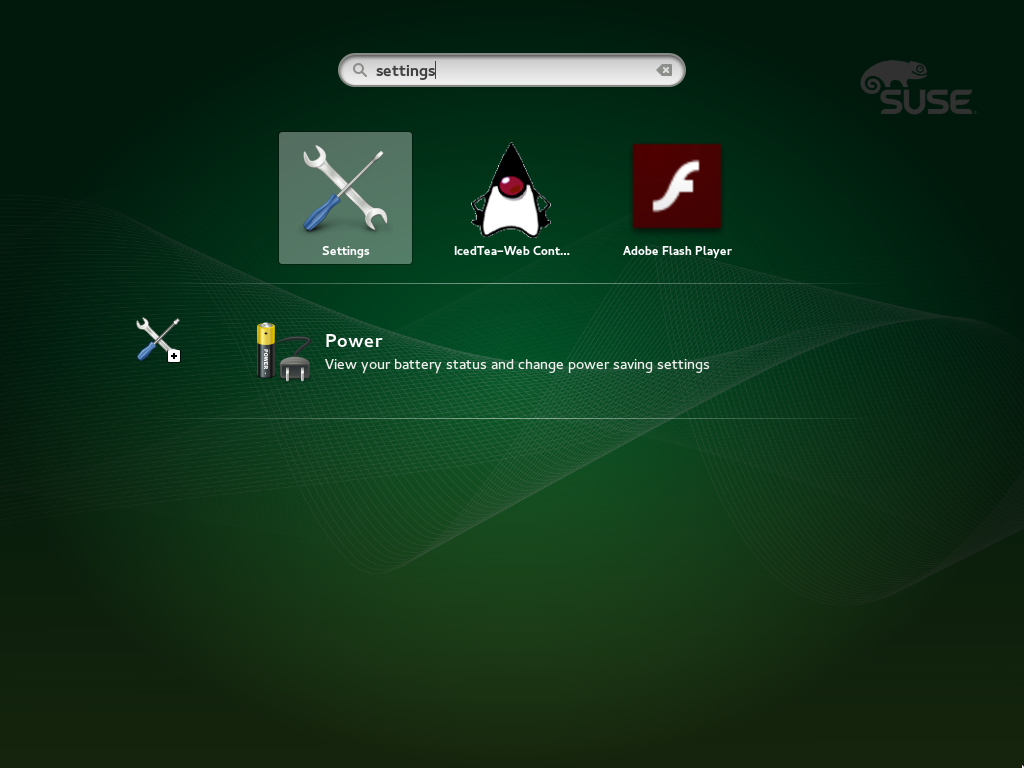 settings
SUSE
Settings
IcedTea-Web Cont...
Adobe Flash Player
POWER
Power
View your battery status and change power saving settings